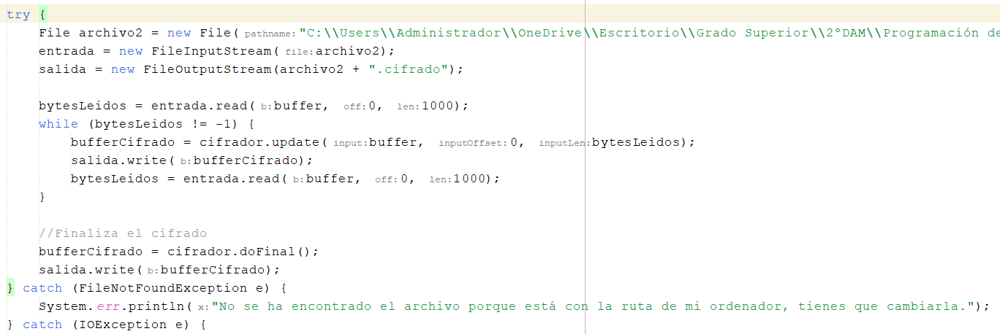 try {
    File archivo2 = new File( pathname: "C:\\Users\\Administrador\\OneDrive\\Escritorio\\Grado Superior\\2ºDAM\\Programación de
    entrada = new FileInputStream( file: archivo2);
    salida = new FileOutputStream(archivo2 + ".cifrado");
    bytesLeidos = entrada.read( b: buffer, off: 0, len: 1000);
    while (bytesLeidos != -1) {
        bufferCifrado = cifrador.update( input: buffer, inputOffset: 0, inputLen: bytesLeidos);
        salida.write( b: bufferCifrado);
        bytesLeidos = entrada.read( b: buffer, off: 0, len: 1000);
    }
    //Finaliza el cifrado
    bufferCifrado = cifrador.doFinal();
    salida.write( b: bufferCifrado);
} catch (FileNotFoundException e) {
    System.err.println( x: "No se ha encontrado el archivo porque está con la ruta de mi ordenador, tienes que cambiarla.");
} catch (IOException e) {